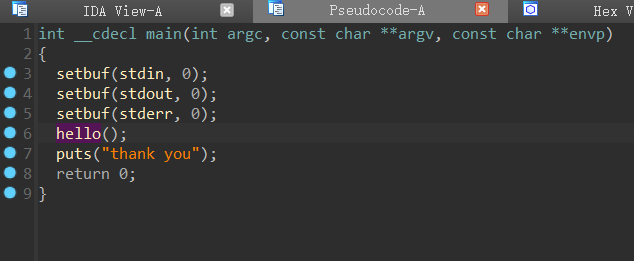 IDA View-A Pseudocode-A Hex V
1 int __cdecl main(int argc, const char **argv, const char **envp)
2 {
3 setbuf(stdin, 0);
4 setbuf(stdout, 0);
5 setbuf(stderr, 0);
6 hello();
7 puts("thank you");
8 return 0;
9 }